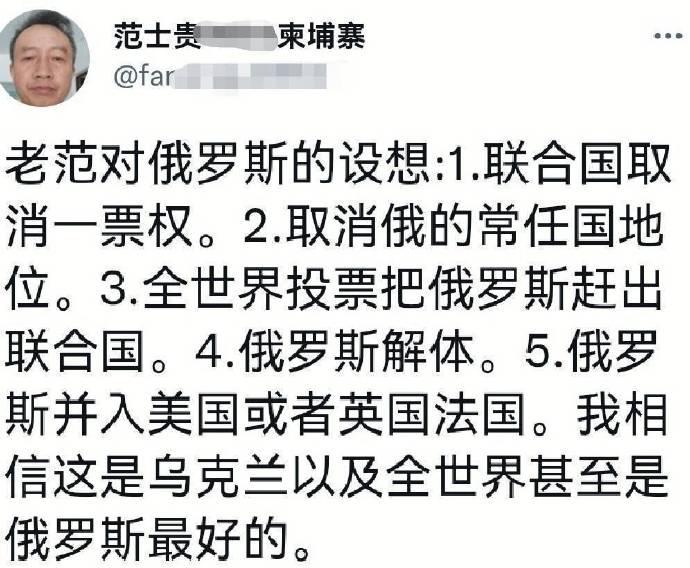 范士贵 柬埔寨
@far
老范对俄罗斯的设想:1.联合国取
消一票权。2.取消俄的常任国地
位。3.全世界投票把俄罗斯赶出
联合国。4.俄罗斯解体。5.俄罗
斯并入美国或者英国法国。我相
信这是乌克兰以及全世界甚至是
俄罗斯最好的。